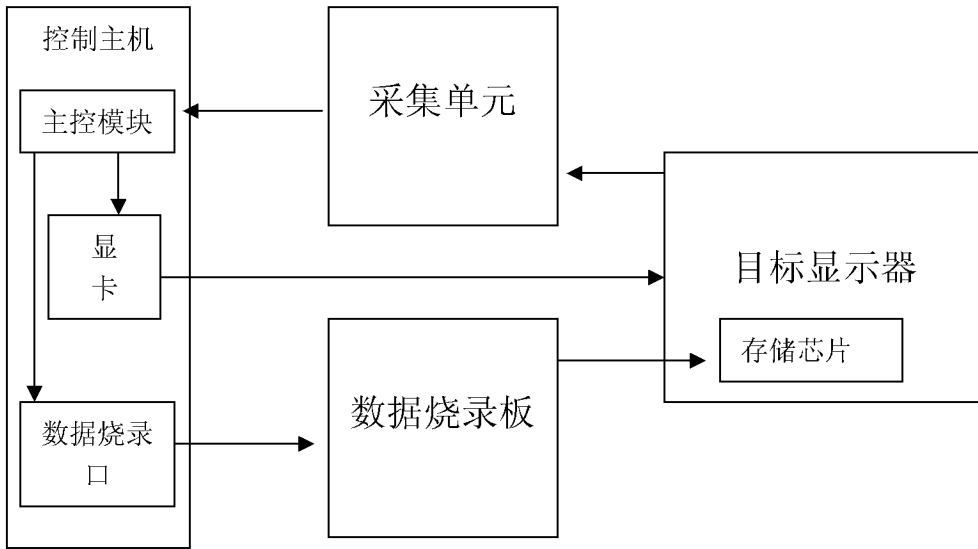 控制主机
主控模块
显
卡
数据烧录
口
采集单元
数据烧录板
目标显示器
存储芯片